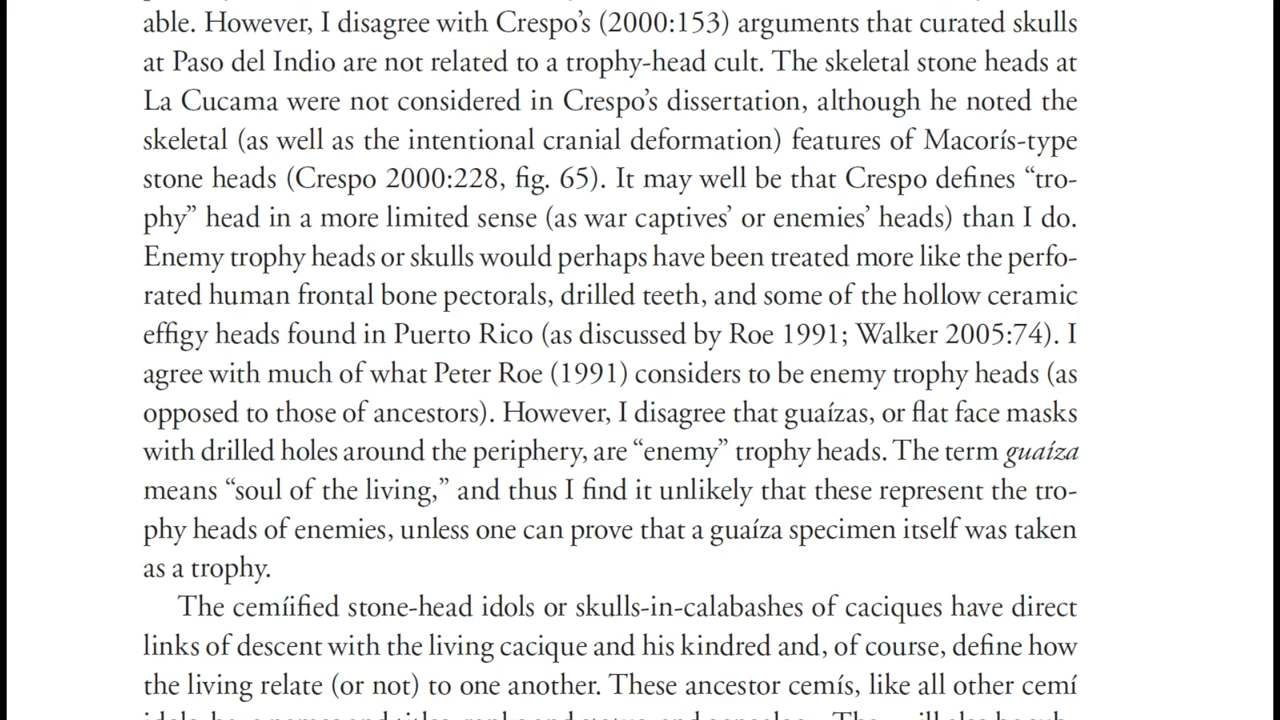 able. However, I disagree with Crespo’s (2000:153) arguments that curated skulls
at Paso del Indio are not related to a trophy-head cult. The skeletal stone heads at
La Cucama were not considered in Crespo’s dissertation, although he noted the
skeletal (as well as the intentional cranial deformation) features of Macorís-type
stone heads (Crespo 2000:228, fig. 65). It may well be that Crespo defines “tro-
phy” head in a more limited sense (as war captives’ or enemies’ heads) than I do.
Enemy trophy heads or skulls would perhaps have been treated more like the perfo-
rated human frontal bone pectorals, drilled teeth, and some of the hollow ceramic
effigy heads found in Puerto Rico (as discussed by Roe 1991; Walker 2005:74). I
agree with much of what Peter Roe (1991) considers to be enemy trophy heads (as
opposed to those of ancestors). However, I disagree that guaízas, or flat face masks
with drilled holes around the periphery, are “enemy” trophy heads. The term guaíza
means “soul of the living,” and thus I find it unlikely that these represent the tro-
phy heads of enemies, unless one can prove that a guaíza specimen itself was taken
as a trophy.
The cemíified stone-head idols or skulls-in-calabashes of caciques have direct
links of descent with the living cacique and his kindred and, of course, define how
the living relate (or not) to one another. These ancestor cemís, like all other cemí